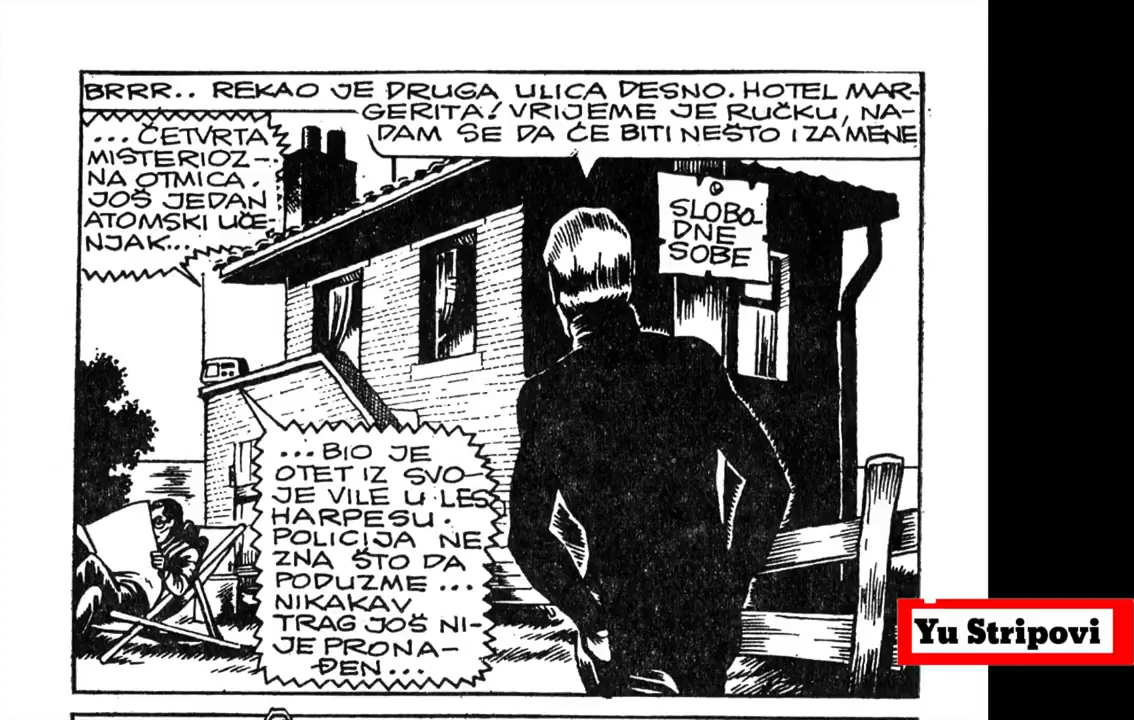 BRRR.. REKAO JE DRUGA ULICA DESNO. HOTEL MAR-
GERITA! VRIJEME JE RUČKU, NA-
DAM SE DA ĆE BITI NEŠTO I ZA MENE
... ČETVRTA
MISTERIOZ-
NA OTMICA.
JOŠ JEDAN
ATOMSKI UČE-
NJAK...
SLOBO-
DNE
SOBE
...BIO JE
OTET IZ SVO-
JE VILE U LES
HARPESU.
POLICIJA NE
ZNA ŠTO DA
PODUZME...
NIKAKAV
TRAG JOŠ NI-
JE PRONA-
ĐEN...
Yu Stripovi